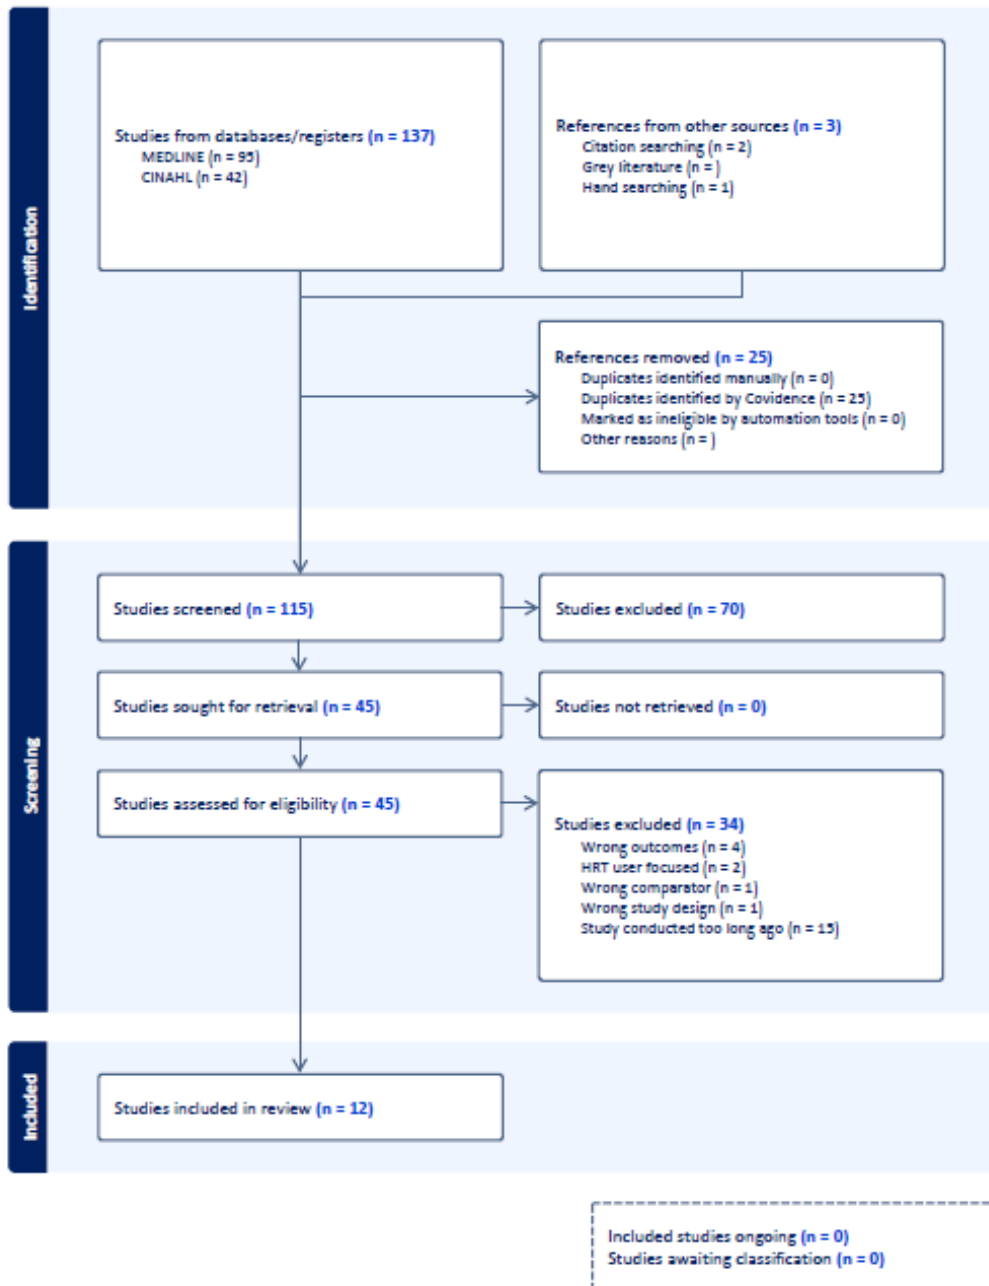 Identification
Studies from databases/registers (n = 137)
MEDLINE (n = 95)
CINAHL (n = 42)
References from other sources (n = 3)
Citation searching (n = 2)
Grey literature (n = )
Hand searching (n = 1)
References removed (n = 25)
Duplicates identified manually (n = 0)
Duplicates identified by Covidence (n = 25)
Marked as ineligible by automation tools (n = 0)
Other reasons (n = )
Screening
Studies screened (n = 115)
Studies excluded (n = 70)
Studies sought for retrieval (n = 45)
Studies not retrieved (n = 0)
Studies assessed for eligibility (n = 45)
Studies excluded (n = 34)
Wrong outcomes (n = 4)
HRT user focused (n = 2)
Wrong comparator (n = 1)
Wrong study design (n = 1)
Study conducted too long ago (n = 15)
Included
Studies included in review (n = 12)
Included studies ongoing (n = 0)
Studies awaiting classification (n = 0)